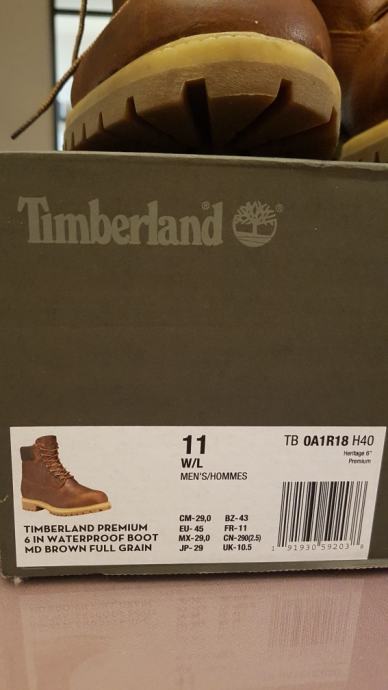 Timberland®
®
11
W/L
MEN'S/HOMMES
TB 0A1R18 H40
Heritage 6"
Premium
TIMBERLAND PREMIUM
6 IN WATERPROOF BOOT
MD BROWN FULL GRAIN
CM-29,0 BZ-43
EU- 45 FR-11
MX-29,0 CN-290(2.5)
JP-29 UK-10.5
1 91930 59203 8